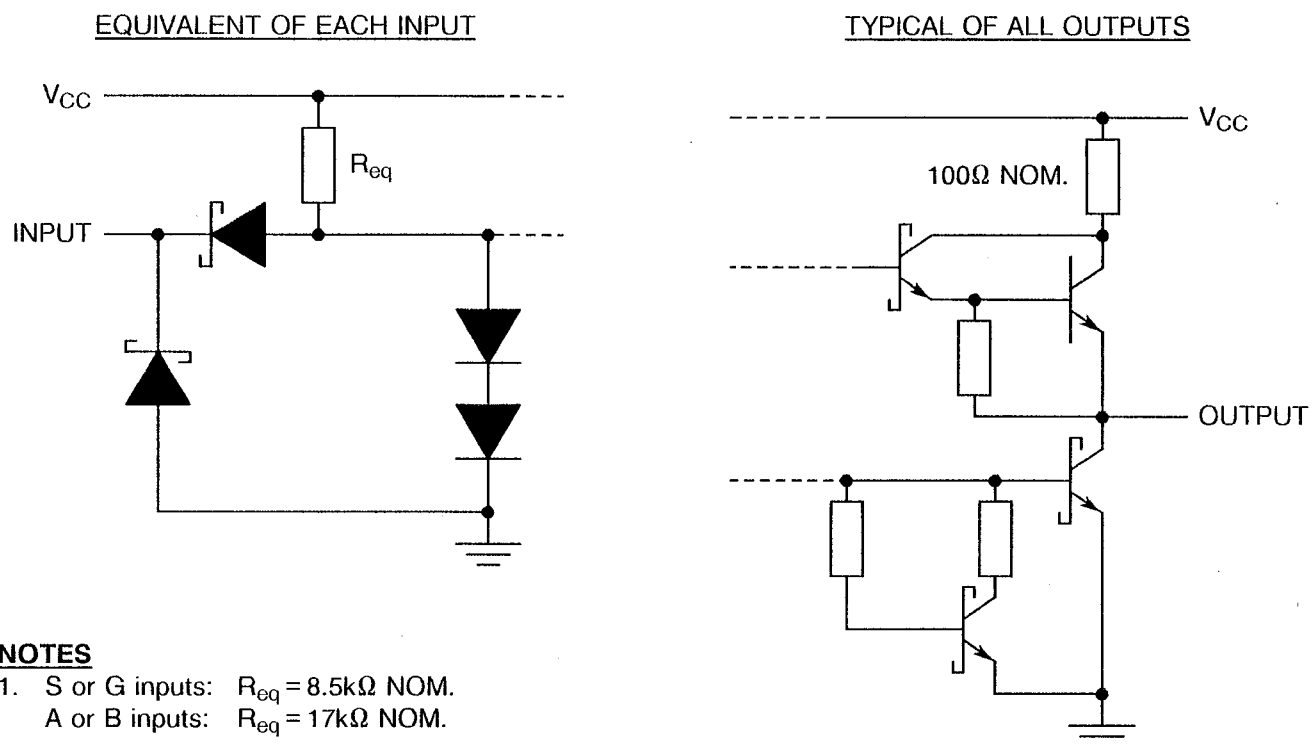 EQUIVALENT OF EACH INPUT
VCC
Req
INPUT
TYPICAL OF ALL OUTPUTS
VCC
100Ω NOM.
OUTPUT
NOTES
1. S or G inputs: Req = 8.5kΩ NOM.
A or B inputs: Req = 17kΩ NOM.